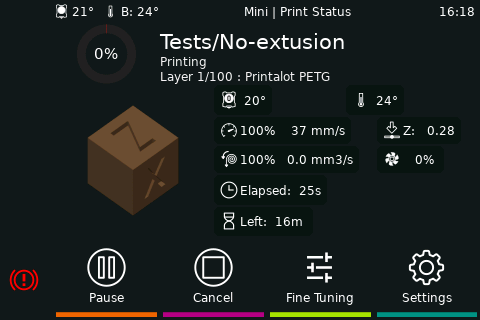 21° B: 24° Mini | Print Status 16:18
0%
Tests/No-extusion
Printing
Layer 1/100 : Printalot PETG
20° 24°
100% 37 mm/s Z: 0.28
100% 0.0 mm3/s 0%
Elapsed: 25s
Left: 16m
Pause Cancel Fine Tuning Settings